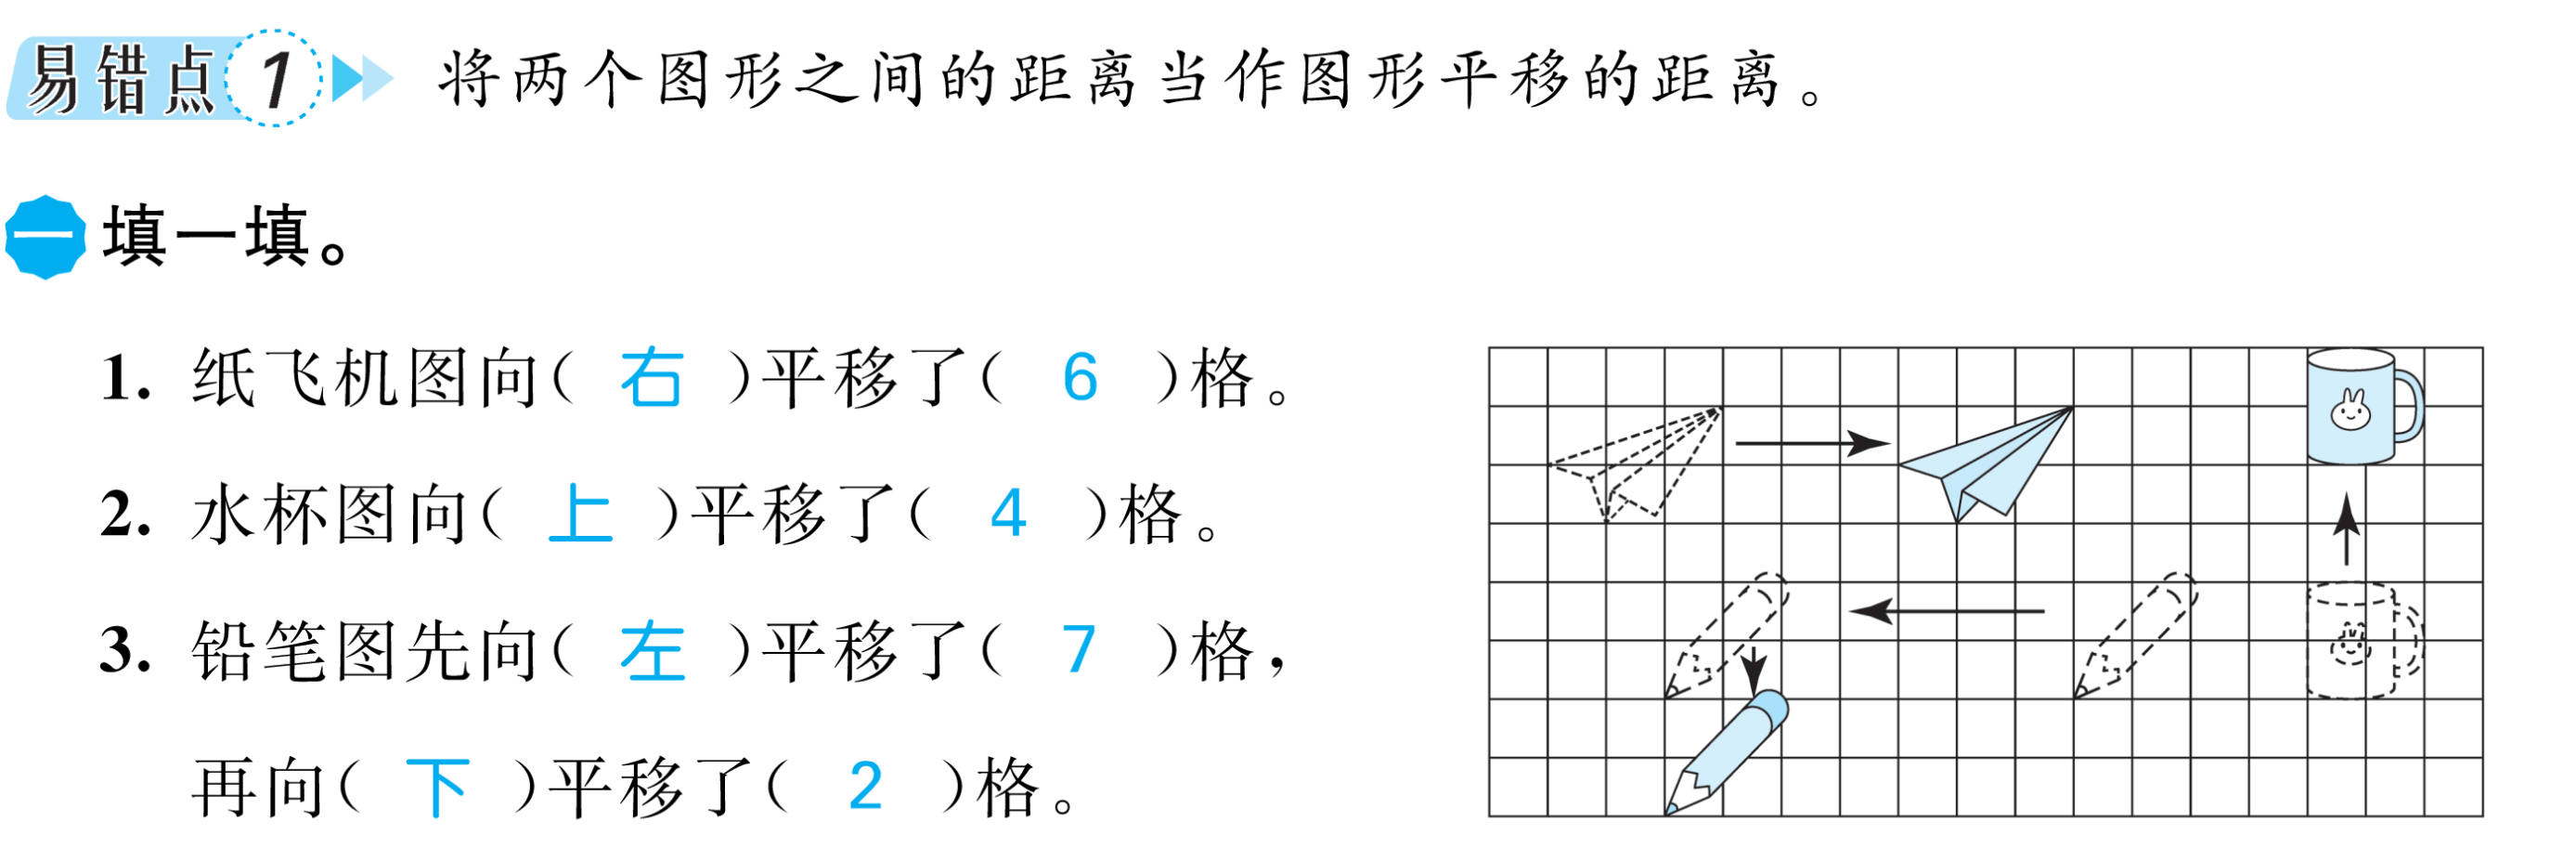 易错点 1 将两个图形之间的距离当作图形平移的距离。
一 填一填。
1. 纸飞机图向( 右 )平移了( 6 )格。
2. 水杯图向( 上 )平移了( 4 )格。
3. 铅笔图先向( 左 )平移了( 7 )格，
再向( 下 )平移了( 2 )格。